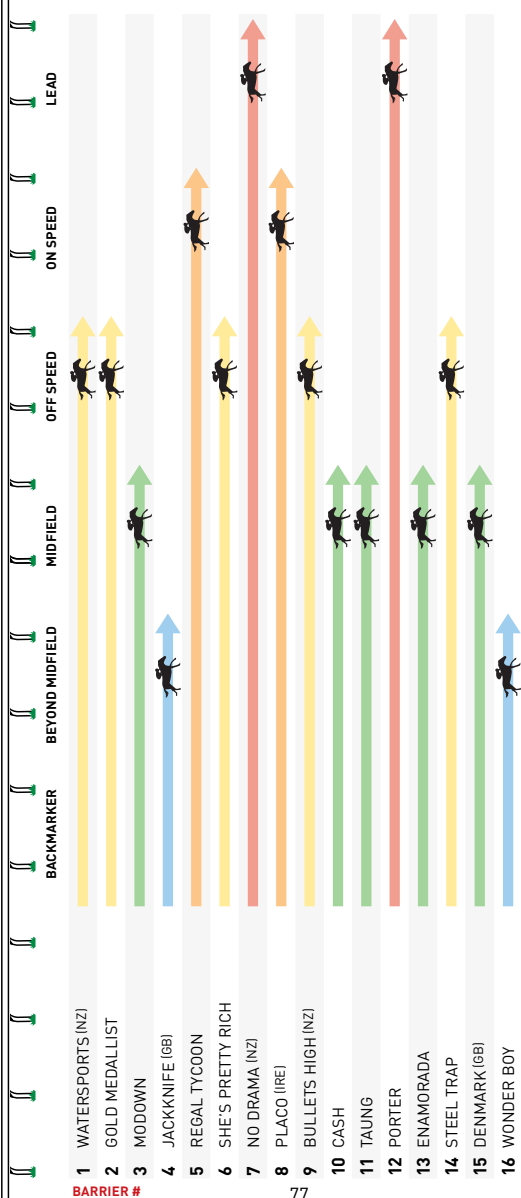 LEAD
ON SPEED
OFF SPEED
MIDFIELD
BEYOND MIDFIELD
BACKMARKER
1 WATERSPORTS (NZ)
2 GOLD MEDALLIST
3 MODOWN
4 JACKKNIFE (GB)
5 REGAL TYCOON
6 SHE'S PRETTY RICH
7 NO DRAMA (NZ)
8 PLACO (IRE)
9 BULLETS HIGH (NZ)
10 CASH
11 TAUNG
12 PORTER
13 ENAMORADA
14 STEEL TRAP
15 DENMARK (GB)
16 WONDER BOY
BARRIER #
77